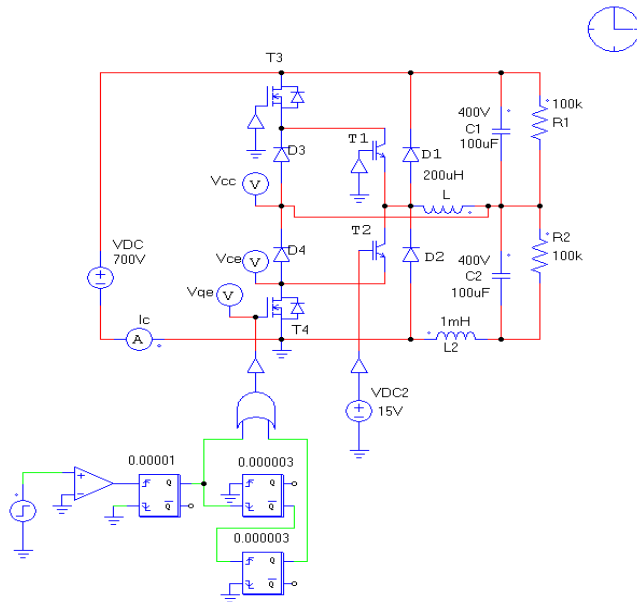 T3
400V
C1
100uF
100k
R1
T1
D3
D1
200uH
L
Vcc
V
T2
VDC
700V
D4
Vce
V
D2
R2
100k
400V
C2
100uF
Vqe
V
T4
Ic
A
1mH
L2
VDC2
15V
0.00001
Q
Q
0.000003
Q
Q
0.000003
Q
Q